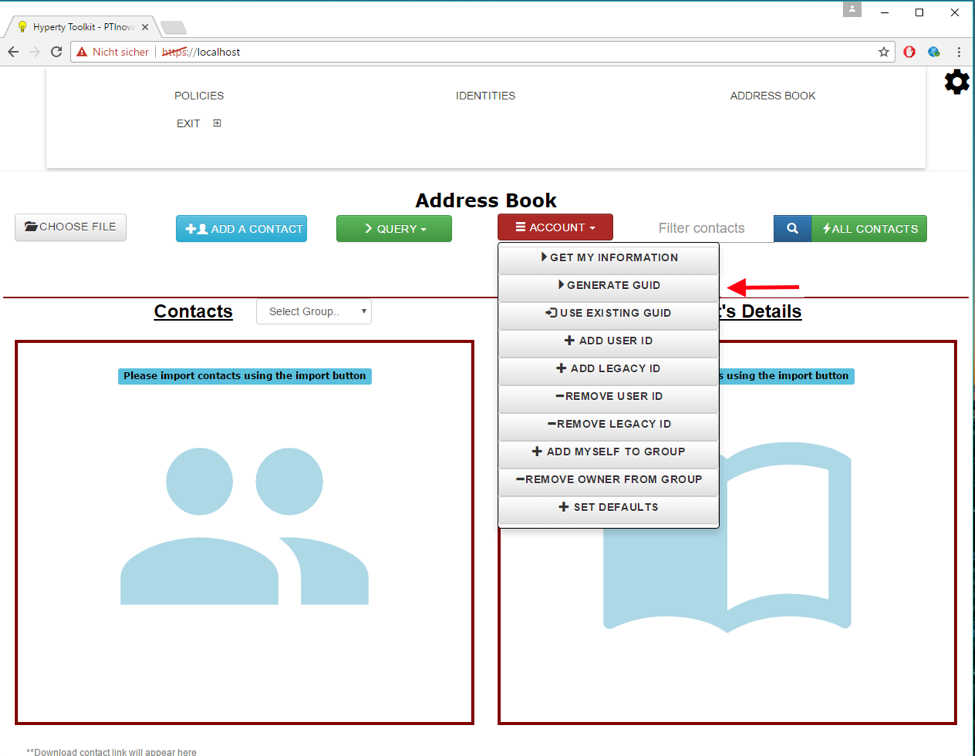 Hyperty Toolkit - PTInova
Nicht sicher https://localhost
POLICIES IDENTITIES ADDRESS BOOK
EXIT
Address Book
CHOOSE FILE ADD A CONTACT QUERY ACCOUNT Filter contacts ALL CONTACTS
GET MY INFORMATION
GENERATE GUID
USE EXISTING GUID
ADD USER ID
ADD LEGACY ID
REMOVE USER ID
REMOVE LEGACY ID
ADD MYSELF TO GROUP
REMOVE OWNER FROM GROUP
SET DEFAULTS
Contacts Select Group.. 's Details
Please import contacts using the import button
using the import button
**Download contact link will appear here